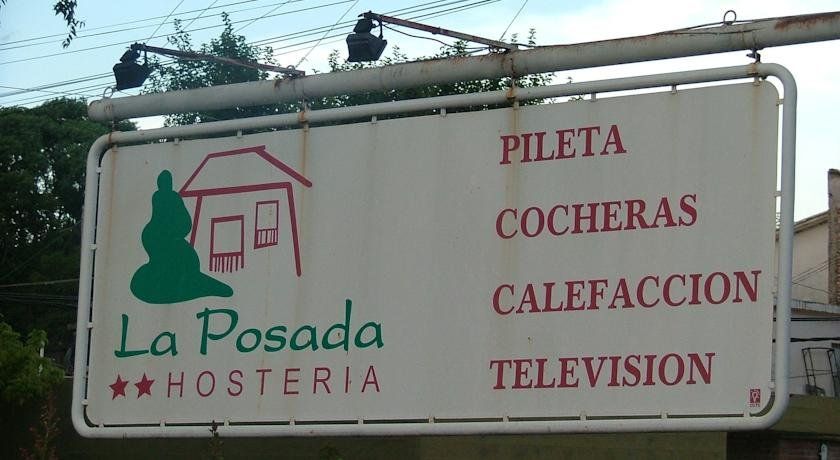 La Posada
★★HOSTERIA
PILETA
COCHERAS
CALEFACCION
TELEVISION